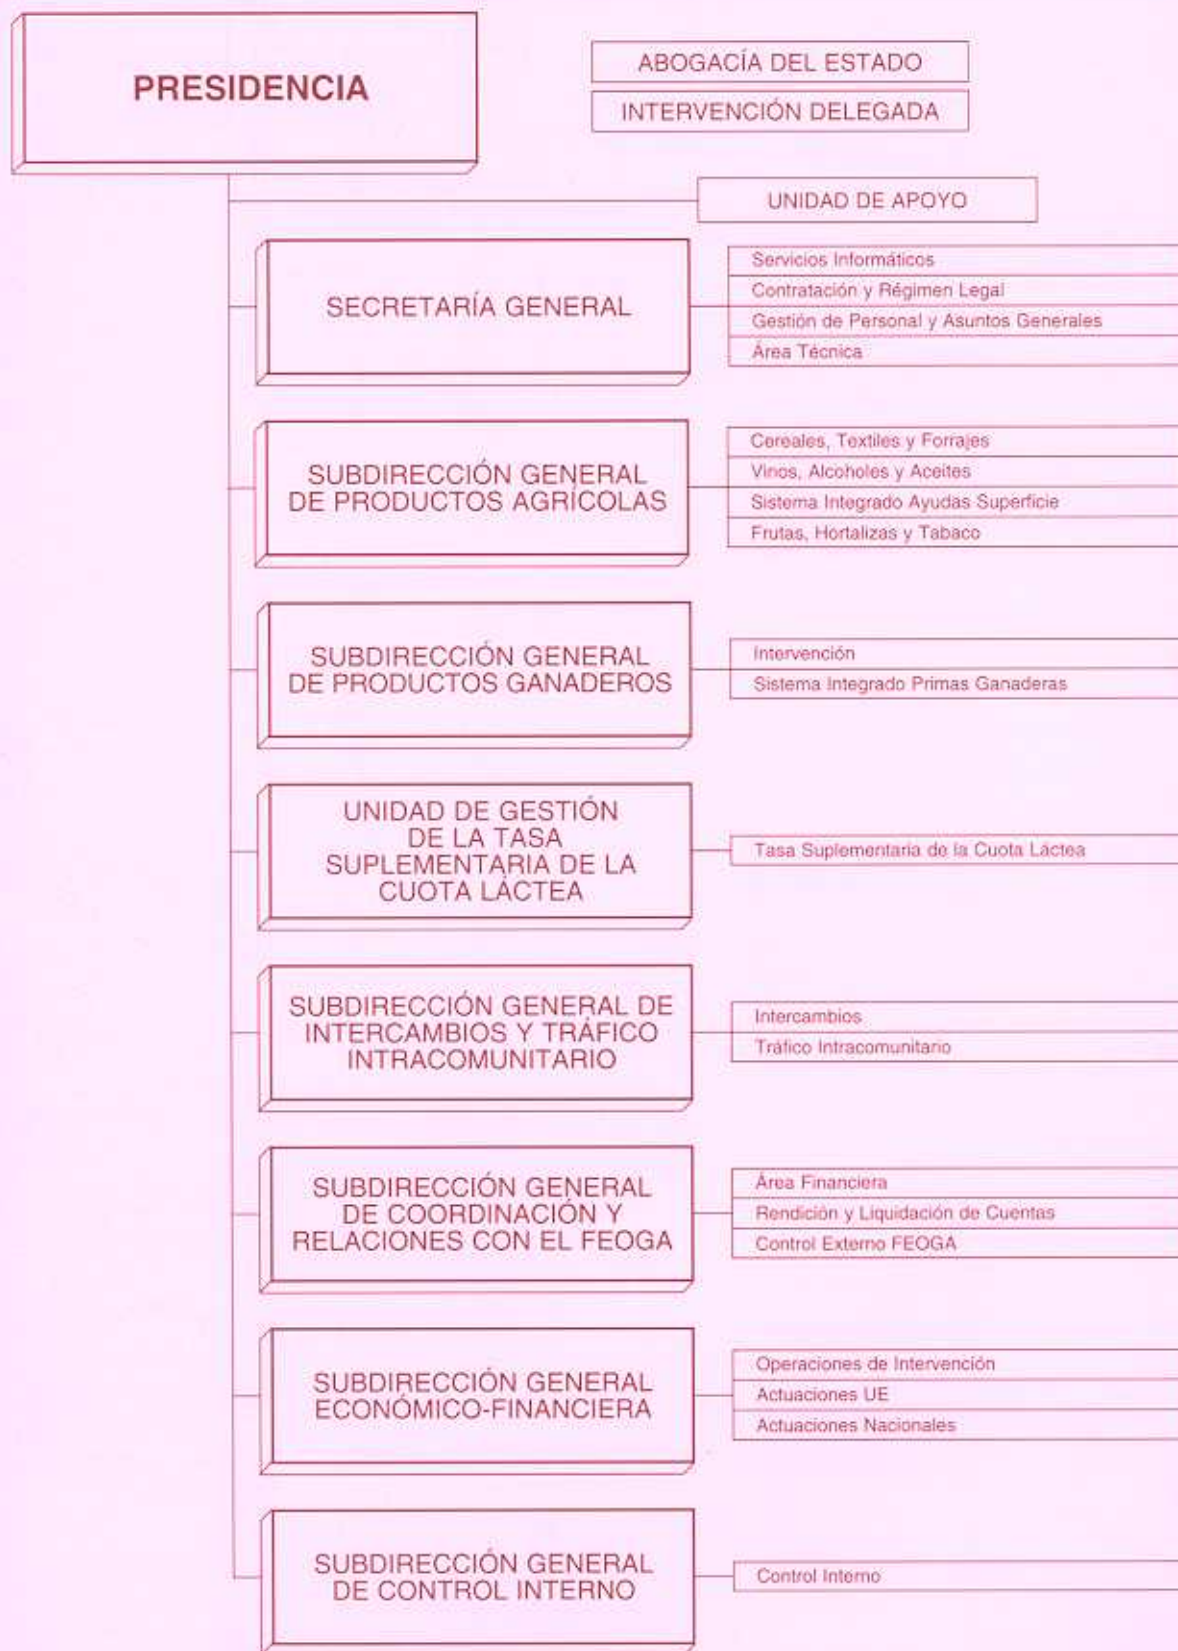 PRESIDENCIA
ABOGACÍA DEL ESTADO
INTERVENCIÓN DELEGADA
UNIDAD DE APOYO
SECRETARÍA GENERAL
Servicios Informáticos
Contratación y Régimen Legal
Gestión de Personal y Asuntos Generales
Área Técnica
SUBDIRECCIÓN GENERAL
DE PRODUCTOS AGRÍCOLAS
Cereales, Textiles y Forrajes
Vinos, Alcoholes y Aceites
Sistema Integrado Ayudas Superficie
Frutas, Hortalizas y Tabaco
SUBDIRECCIÓN GENERAL
DE PRODUCTOS GANADEROS
Intervención
Sistema Integrado Primas Ganaderas
UNIDAD DE GESTIÓN
DE LA TASA
SUPLEMENTARIA DE LA
CUOTA LÁCTEA
Tasa Suplementaria de la Cuota Láctea
SUBDIRECCIÓN GENERAL DE
INTERCAMBIOS Y TRÁFICO
INTRACOMUNITARIO
Intercambios
Tráfico Intracomunitario
SUBDIRECCIÓN GENERAL
DE COORDINACIÓN Y
RELACIONES CON EL FEOGA
Área Financiera
Rendición y Liquidación de Cuentas
Control Externo FEOGA
SUBDIRECCIÓN GENERAL
ECONÓMICO-FINANCIERA
Operaciones de Intervención
Actuaciones UE
Actuaciones Nacionales
SUBDIRECCIÓN GENERAL
DE CONTROL INTERNO
Control Interno